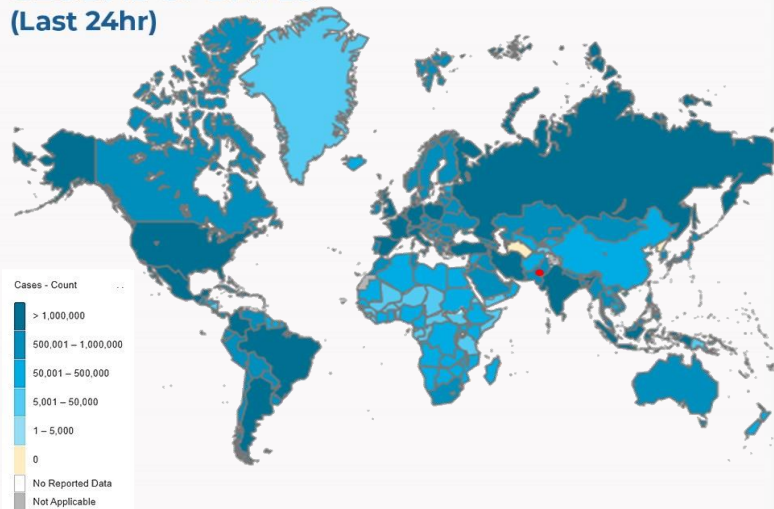 (Last 24hr)
Cases - Count
> 1,000,000
500,001 – 1,000,000
50,001 – 500,000
5,001 – 50,000
1 – 5,000
0
No Reported Data
Not Applicable